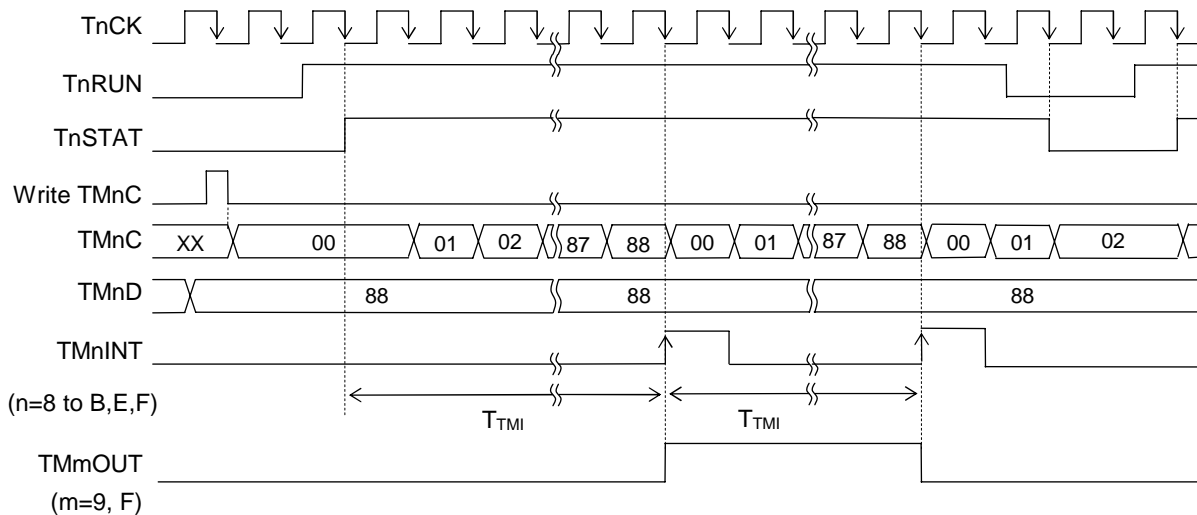 TnCK
TnRUN
TnSTAT
Write TMnC
TMnC XX 00 01 02 87 88 00 01 87 88 00 01 02
TMnD 88 88 88
TMnINT
(n=8 to B,E,F)
TTMI TTMI
TMmOUT
(m=9, F)